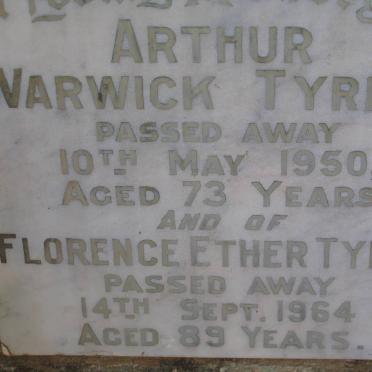 ARTHUR
WARWICK TYR
PASSED AWAY
10TH MAY 1950,
AGED 73 YEARS
AND OF
FLORENCE ETHER TY
PASSED AWAY
14TH SEPT. 1964
AGED 89 YEARS.